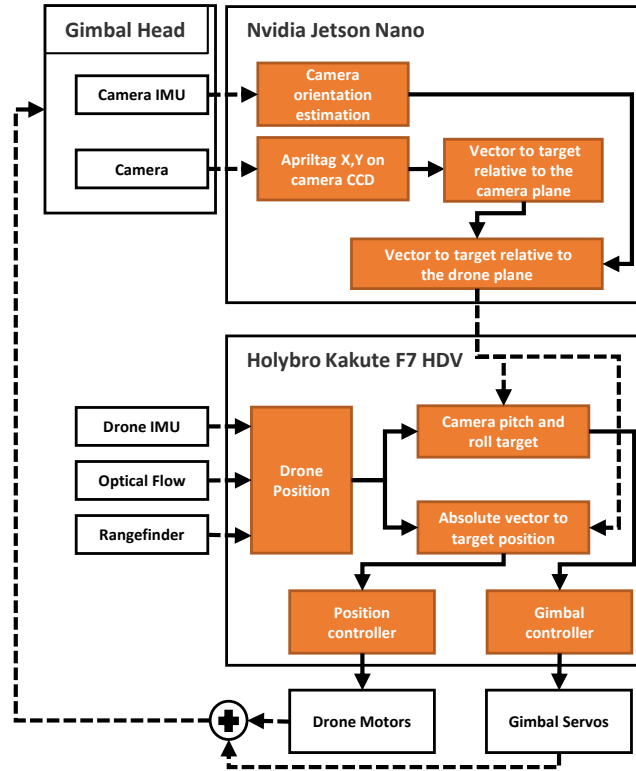 Gimbal Head
Nvidia Jetson Nano
Camera IMU
Camera
orientation
estimation
Camera
Apriltag X,Y on
camera CCD
Vector to target
relative to the
camera plane
Vector to target relative to
the drone plane
Holybro Kakute F7 HDV
Drone IMU
Optical Flow
Rangefinder
Drone
Position
Camera pitch and
roll target
Absolute vector to
target position
Position
controller
Gimbal
controller
Drone Motors
Gimbal Servos